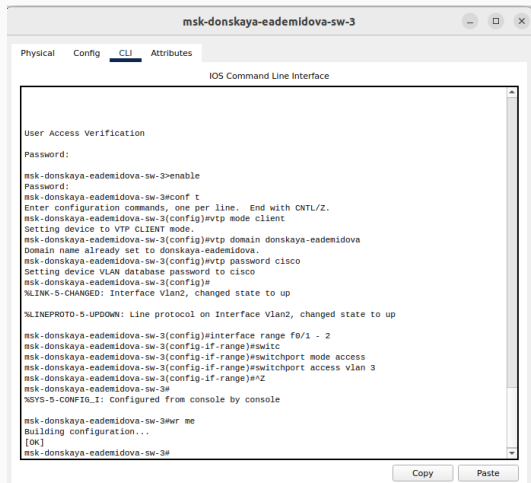 msk-donskaya-eademidova-sw-3
Physical Config CLI Attributes
IOS Command Line Interface
User Access Verification
Password:
msk-donskaya-eademidova-sw-3>enable
Password:
msk-donskaya-eademidova-sw-3#conf t
Enter configuration commands, one per line. End with CNTL/Z.
msk-donskaya-eademidova-sw-3(config)#vtp mode client
Setting device to VTP CLIENT mode.
msk-donskaya-eademidova-sw-3(config)#vtp domain donskaya-eademidova
Domain name already set to donskaya-eademidova.
msk-donskaya-eademidova-sw-3(config)#vtp password cisco
Setting device VLAN database password to cisco
msk-donskaya-eademidova-sw-3(config)#
%LINK-5-CHANGED: Interface Vlan2, changed state to up
%LINEPROTO-5-UPDOWN: Line protocol on Interface Vlan2, changed state to up
msk-donskaya-eademidova-sw-3(config)#interface range f0/1 - 2
msk-donskaya-eademidova-sw-3(config-if-range)#switc
msk-donskaya-eademidova-sw-3(config-if-range)#switchport mode access
msk-donskaya-eademidova-sw-3(config-if-range)#switchport access vlan 3
msk-donskaya-eademidova-sw-3(config-if-range)#^Z
msk-donskaya-eademidova-sw-3#
%SYS-5-CONFIG_I: Configured from console by console
msk-donskaya-eademidova-sw-3#wr me
Building configuration...
[OK]
msk-donskaya-eademidova-sw-3#
Copy Paste